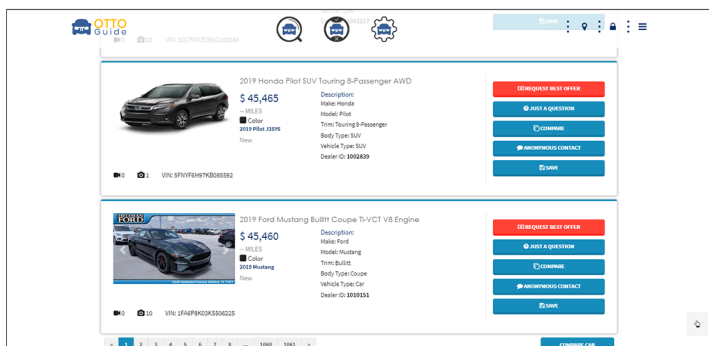 OTTO
Guide
SAVE
0
2019 Honda Pilot SUV Touring 8-Passenger AWD
$ 45,465
-- MILES
Color
2019 Pilot J35Y6
New
Description:
Make: Honda
Model: Pilot
Trim: Touring 8-Passenger
Body Type: SUV
Vehicle Type: SUV
Dealer ID: 1002839
REQUEST BEST OFFER
JUST A QUESTION
COMPARE
ANONYMOUS CONTACT
SAVE
0 1 VIN: 5FNYF6H97KB085592
2019 Ford Mustang Bullitt Coupe Ti-VCT V8 Engine
FORD
$ 45,460
-- MILES
Color
2019 Mustang
New
Description:
Make: Ford
Model: Mustang
Trim: Bullitt
Body Type: Coupe
Vehicle Type: Car
Dealer ID: 1010151
REQUEST BEST OFFER
JUST A QUESTION
COMPARE
ANONYMOUS CONTACT
SAVE
0 10 VIN: 1FA6P8K03K5506225
« 1 2 3 4 5 6 7 8 ... 1060 1061 »
COMPARE CAR